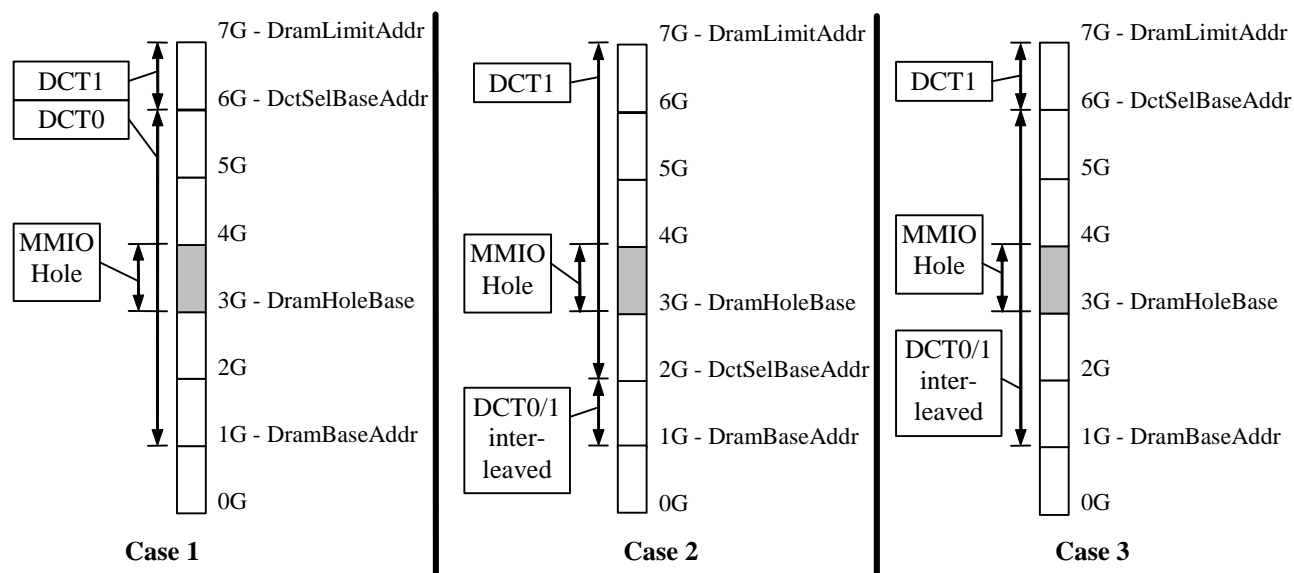 7G - DramLimitAddr
DCT1
6G - DctSelBaseAddr
DCT0
5G
4G
MMIO
Hole
3G - DramHoleBase
2G
1G - DramBaseAddr
0G
Case 1
7G - DramLimitAddr
DCT1
6G
5G
4G
MMIO
Hole
3G - DramHoleBase
2G - DctSelBaseAddr
DCT0/1
inter-
leaved
1G - DramBaseAddr
0G
Case 2
7G - DramLimitAddr
DCT1
6G - DctSelBaseAddr
5G
4G
MMIO
Hole
3G - DramHoleBase
DCT0/1
inter-
leaved
2G
1G - DramBaseAddr
0G
Case 3